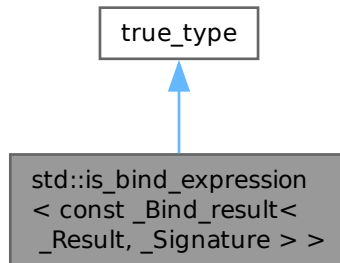 true_type
std::is_bind_expression
< const _Bind_result<
_Result, _Signature > >